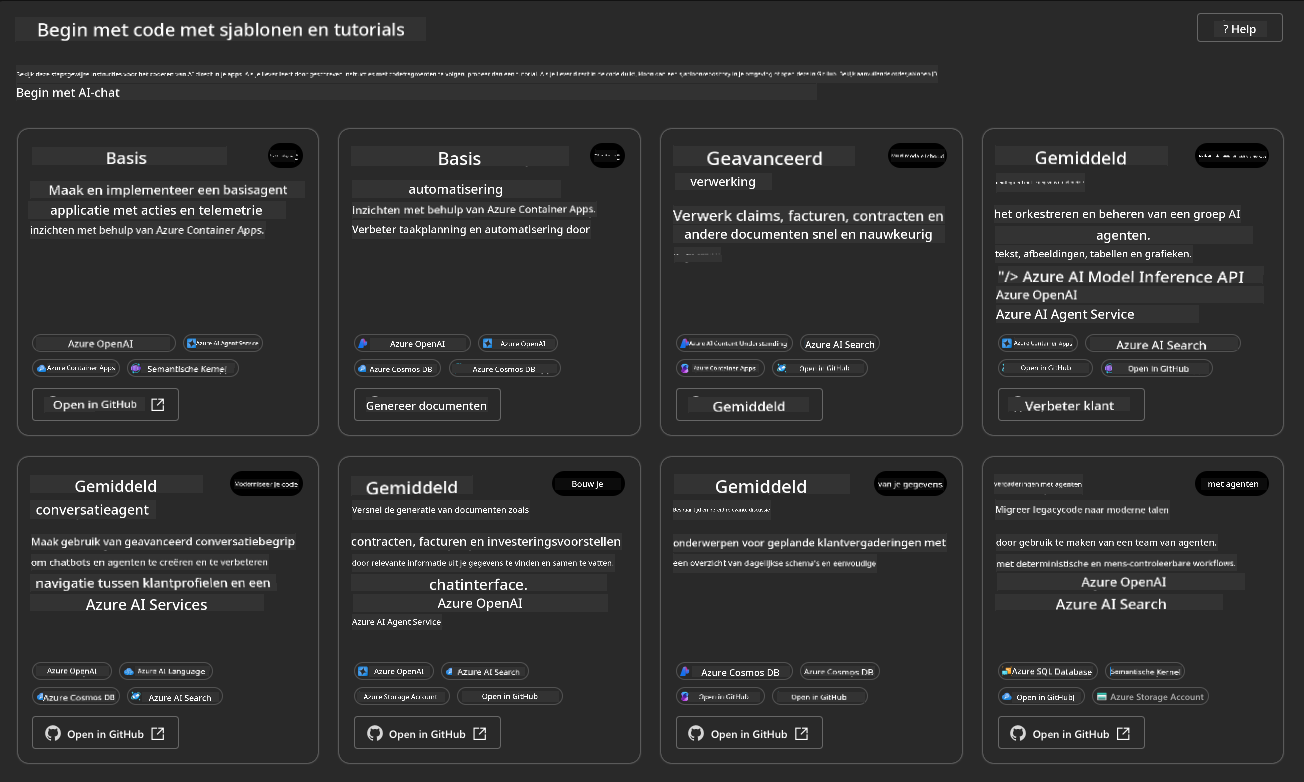 Begin met code met sjablonen en tutorials
? Help
Begin met AI-chat
Basis
Maak en implementeer een basisagent
applicatie met acties en telemetrie
inzichten met behulp van Azure Container Apps.
Azure OpenAI
Azure AI Agent Service
Azure Container Apps
Semantische Kernel
Open in GitHub
Basis
automatisering
Inzichten met behulp van Azure Container Apps.
Verbeter taakplanning en automatisering door
Azure OpenAI
Azure OpenAI
Azure Cosmos DB
Azure Cosmos DB
Genereer documenten
Geavanceerd
Multimodale inhoud
verwerking
Verwerk claims, facturen, contracten en
andere documenten snel en nauwkeurig
Azure AI Content Understanding
Azure AI Search
Azure Container Apps
Open in GitHub
Gemiddeld
Gemiddeld
het orkestreren en beheren van een groep AI
agenten.
tekst, afbeeldingen, tabellen en grafieken.
"/> Azure AI Model Inference API
Azure OpenAI
Azure AI Agent Service
Azure Container Apps
Azure AI Search
Open in GitHub
Open in GitHub
Verbeter klant
Gemiddeld
Moderniseer je code
conversatieagent
Maak gebruik van geavanceerd conversatiebegrip
om chatbots en agenten te creëren en te verbeteren
navigatie tussen klantprofielen en een
Azure AI Services
Azure OpenAI
Azure AI Language
Azure Cosmos DB
Azure AI Search
Open in GitHub
Gemiddeld
Bouw je
Versnel de generatie van documenten zoals
contracten, facturen en investeringsvoorstellen
door relevante informatie uit je gegevens te vinden en samen te vatten.
chatinterface.
Azure OpenAI
Azure AI Agent Service
Azure OpenAI
Azure AI Search
Azure Storage Account
Open in GitHub
Open in GitHub
Gemiddeld
van je gegevens
onderwerpen voor geplande klantvergaderingen met
een overzicht van dagelijkse schema's en eenvoudige
Azure Cosmos DB
Azure Cosmos DB
Open in GitHub
Open in GitHub
Open in GitHub
vergaderingen met agenten
met agenten
Migreer legacycode naar moderne talen
door gebruik te maken van een team van agenten.
met deterministische en mens-controleerbare workflows.
Azure OpenAI
Azure AI Search
Azure SQL Database
Semantische Kernel
Open in GitHub
Azure Storage Account
Open in GitHub